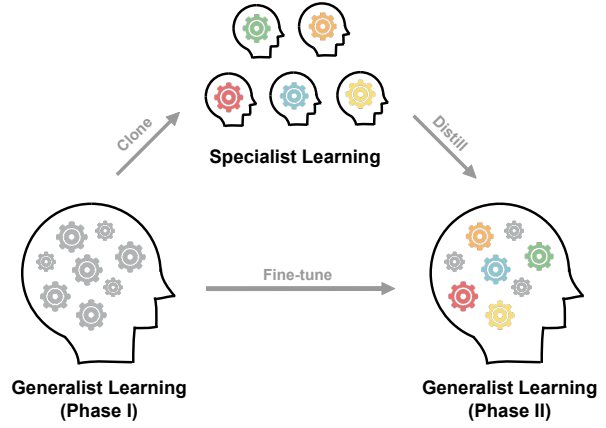 Clone
Distill
Specialist Learning
Fine-tune
Generalist Learning
(Phase I)
Generalist Learning
(Phase II)